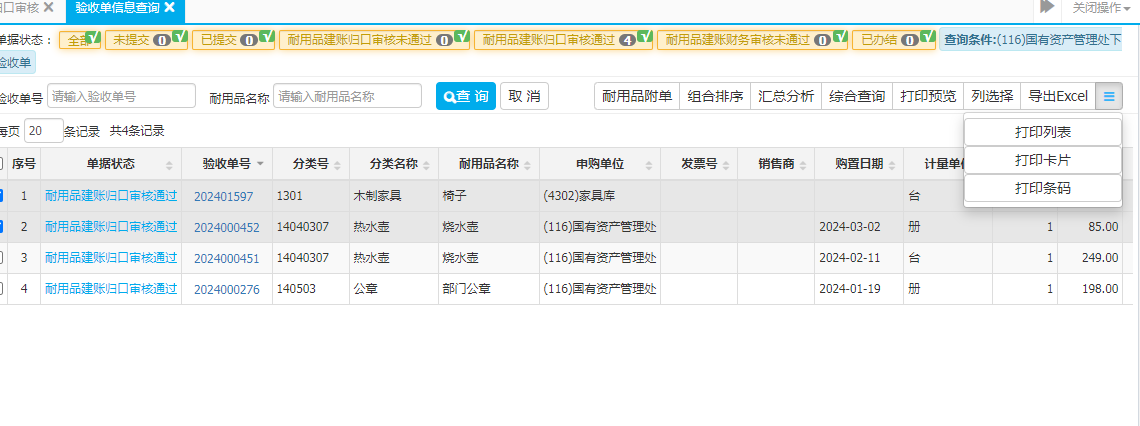 归口审核 验收单信息查询 关闭操作
单据状态： 全部 未提交 0 已提交 0 耐用品建账归口审核未通过 0 耐用品建账归口审核通过 4 耐用品建账财务审核未通过 0 已办结 0 查询条件:(116)国有资产管理处下
验收单
验收单号 请输入验收单号 耐用品名称 请输入耐用品名称 查 询 取 消 耐用品附单 组合排序 汇总分析 综合查询 打印预览 列选择 导出Excel
打印列表
打印卡片
打印条码
每页 20 条记录 共4条记录
序号 单据状态 验收单号 分类号 分类名称 耐用品名称 申购单位 发票号 销售商 购置日期 计量单位
1 耐用品建账归口审核通过 202401597 1301 木制家具 椅子 (4302)家具库 台
2 耐用品建账归口审核通过 2024000452 14040307 热水壶 烧水壶 (116)国有资产管理处 2024-03-02 册 1 85.00
3 耐用品建账归口审核通过 2024000451 14040307 热水壶 烧水壶 (116)国有资产管理处 2024-02-11 台 1 249.00
4 耐用品建账归口审核通过 2024000276 140503 公章 部门公章 (116)国有资产管理处 2024-01-19 册 1 198.00